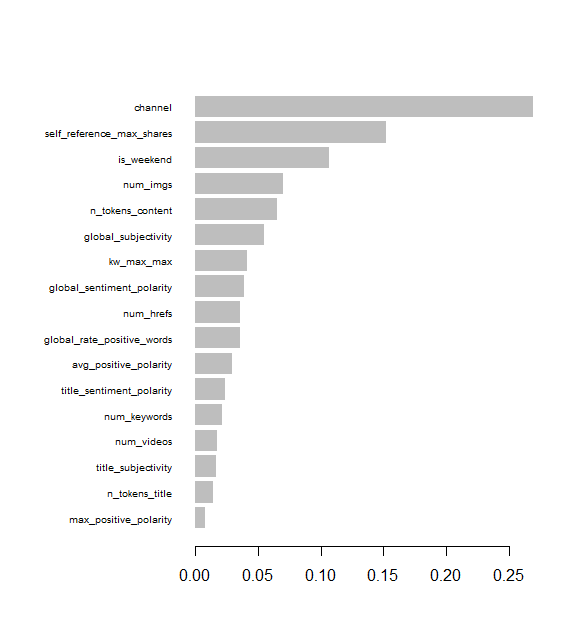 channel
self_reference_max_shares
is_weekend
num_imgs
n_tokens_content
global_subjectivity
kw_max_max
global_sentiment_polarity
num_hrefs
global_rate_positive_words
avg_positive_polarity
title_sentiment_polarity
num_keywords
num_videos
title_subjectivity
n_tokens_title
max_positive_polarity
0.00 0.05 0.10 0.15 0.20 0.25